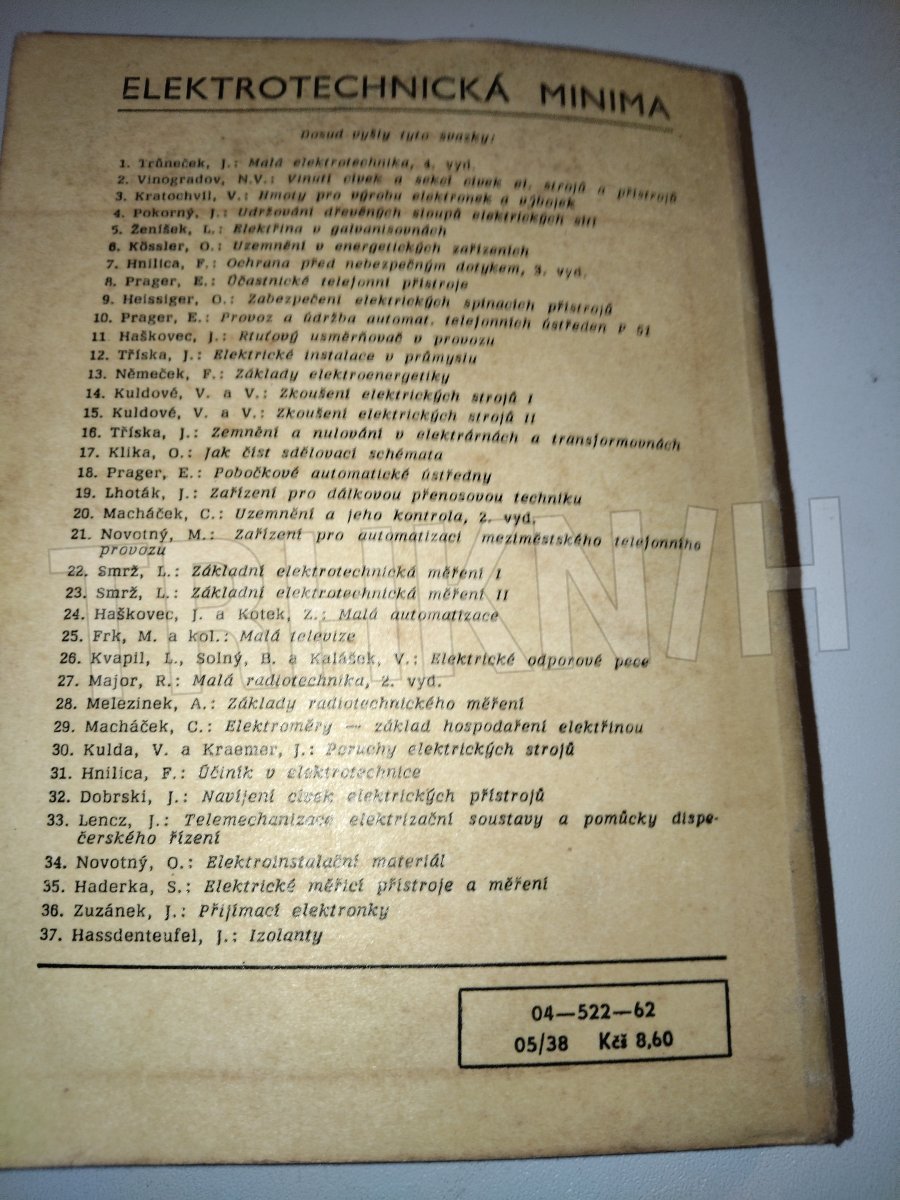 ELEKTROTECHNICKÁ MINIMA
Dosud vyšly tyto svazky:
1. Trůneček, J.: Malá elektrotechnika, 4. vyd.
2. Vinogradov, N.V.: Vinutí cívek a sekcí cívek el. strojů a přístrojů
3. Kratochvíl, V.: Hmoty pro výrobu elektronek a výbojek
4. Pokorný, J.: Udržování dřevěných sloupů elektrických sítí
5. Ženíšek, L.: Elektřina v galvanisovnách
6. Kössler, O.: Uzemnění v energetických zařízeních
7. Hnilica, F.: Ochrana před nebezpečným dotykem, 3. vyd.
8. Prager, E.: Účastnické telefonní přístroje
9. Heissiger, O.: Zabezpečení elektrických spínacích přístrojů
10. Prager, E.: Provoz a údržba automat. telefonních ústředen P 51
11 Haškovec, J.: Rtuťový usměrňovač v provozu
12. Tříska, J.: Elektrické instalace v průmyslu
13. Němeček, F.: Základy elektroenergetiky
14. Kuldové, V. a V.: Zkoušení elektrických strojů I
15. Kuldové, V. a V.: Zkoušení elektrických strojů II
16. Tříska, J.: Zemnění a nulování v elektrárnách a transformovnách
17. Klika, O.: Jak číst sdělovací schémata
18. Prager, E.: Pobočkové automatické ústředny
19. Lhoták, J.: Zařízení pro dálkovou přenosovou techniku
20. Macháček, C.: Uzemnění a jeho kontrola, 2. vyd.
21. Novotný, M.: Zařízení pro automatizaci meziměstského telefonního
provozu
22. Smrž, L.: Základní elektrotechnická měření I
23. Smrž, L.: Základní elektrotechnická měření II
24. Haškovec, J. a Kotek, Z.: Malá automatizace
25. Frk, M. a kol.: Malá televize
26. Kvapil, L., Solný, B. a Kalášek, V.: Elektrické odporové pece
27. Major, R.: Malá radiotechnika, 2. vyd.
28. Melezinek, A.: Základy radiotechnického měření
29. Macháček, C.: Elektroměry — základ hospodaření elektřinou
30. Kulda, V. a Kraemer, J.: Poruchy elektrických strojů
31. Hnilica, F.: Účiník v elektrotechnice
32. Dobrski, J.: Navíjení cívek elektrických přístrojů
33. Lencz, J.: Telemechanizace elektrizační soustavy a pomůcky dispe-
čerského řízení
34. Novotný, O.: Elektroinstalační materiál
35. Haderka, S.: Elektrické měřicí přístroje a měření
36. Zuzánek, J.: Přijímací elektronky
37. Hassdenteufel, J.: Izolanty
04—522—62
05/38 Kčs 8,60